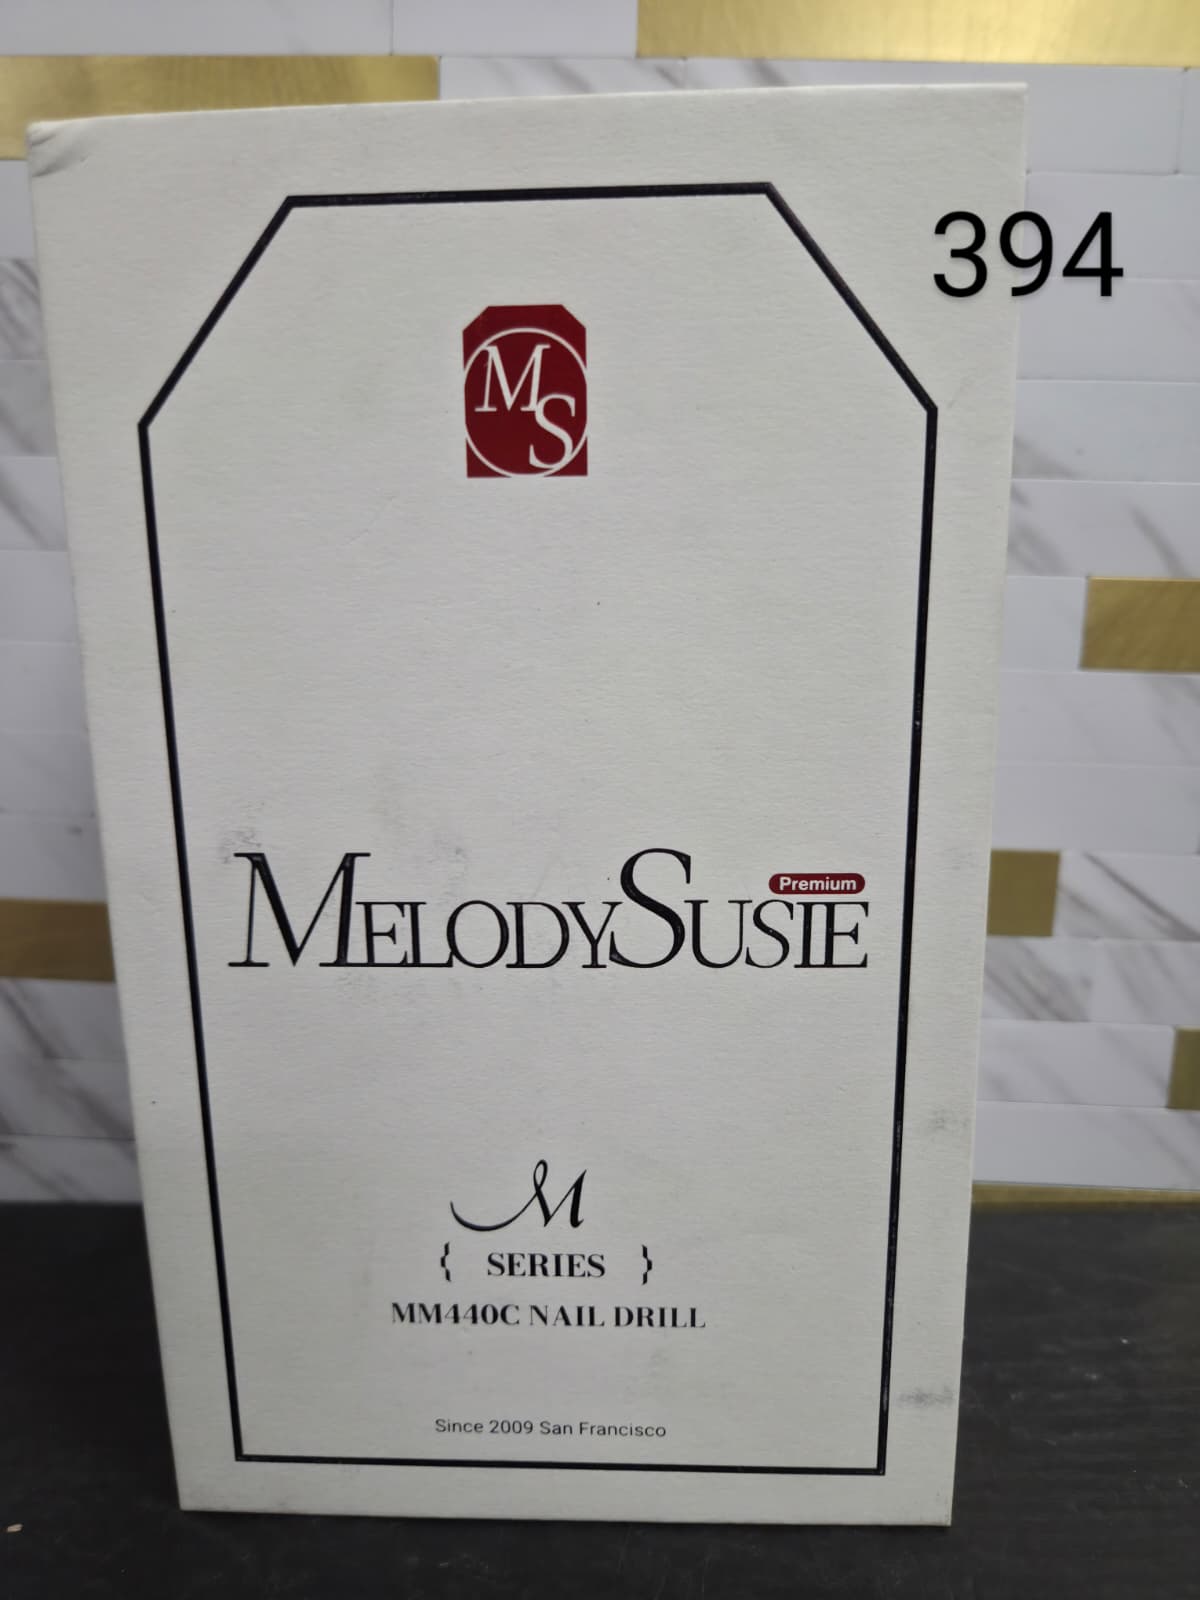 394
MS
Premium
MELODYSUSIE
M
{ SERIES }
MM440C NAIL DRILL
Since 2009 San Francisco